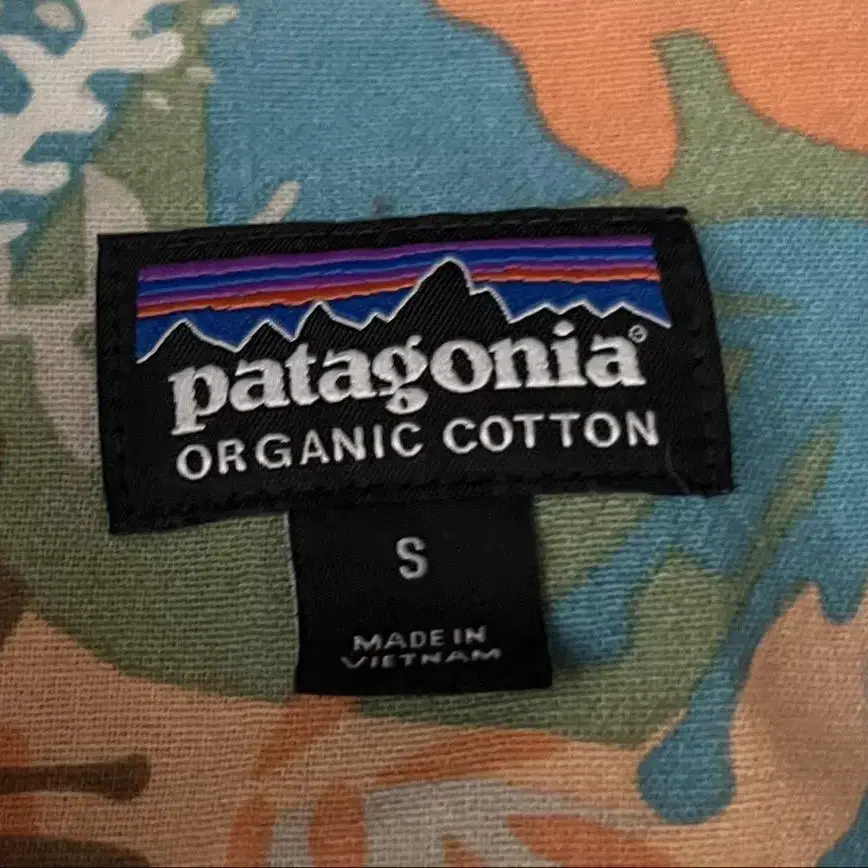 patagonia®
ORGANIC COTTON
S
MADE IN
VIETNAM